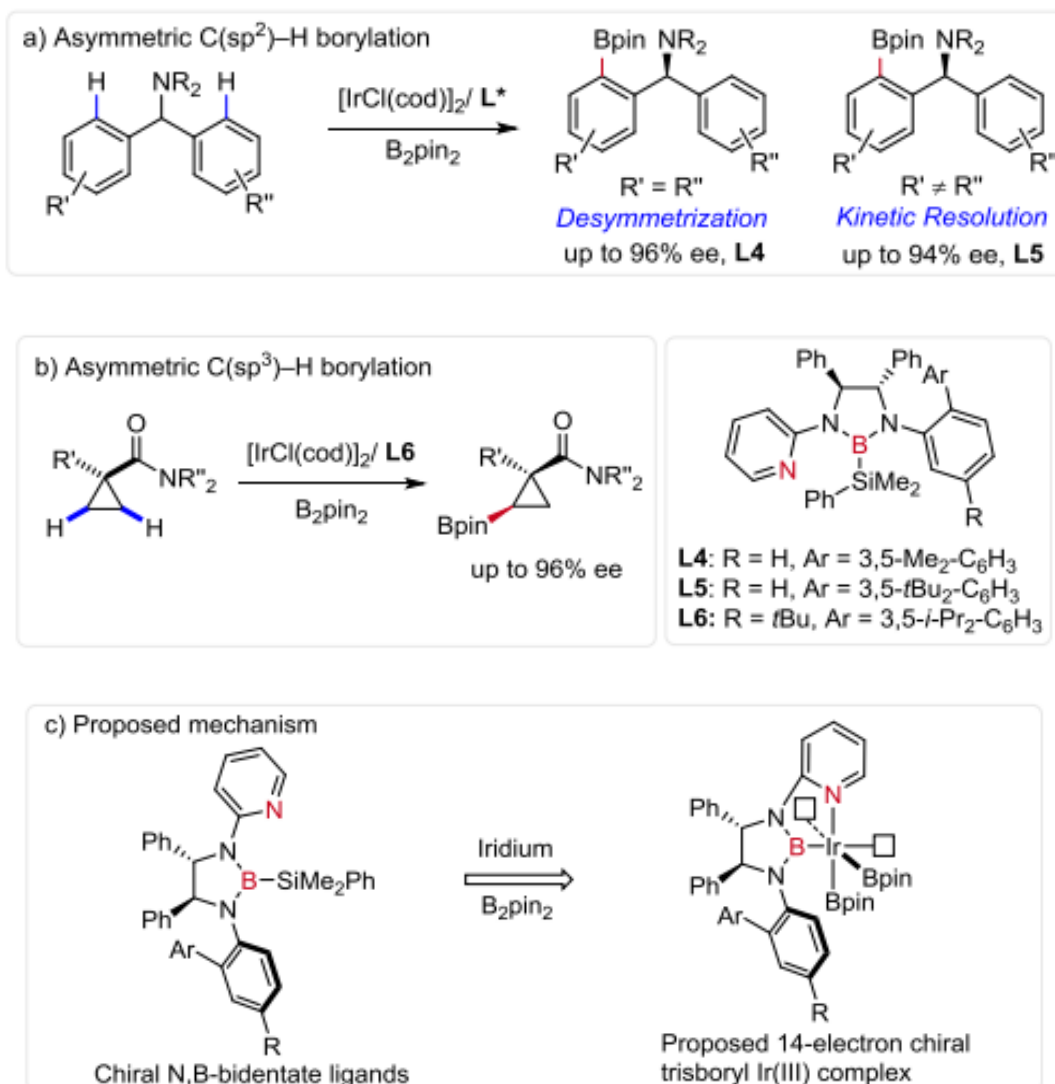 a) Asymmetric C(sp²)–H borylation
H NR₂ H
R' R"
[IrCl(cod)]₂/ L*
B₂pin₂
Bpin NR₂
R' R"
R' = R"
Desymmetrization
up to 96% ee, L4
Bpin NR₂
R' R"
R' ≠ R"
Kinetic Resolution
up to 94% ee, L5
b) Asymmetric C(sp³)–H borylation
O
R'
NR"₂
H H
[IrCl(cod)]₂/ L6
B₂pin₂
O
R'
NR"₂
Bpin
up to 96% ee
Ph Ph Ar
N N
B
N
Ph SiMe₂
R
L4: R = H, Ar = 3,5-Me₂-C₆H₃
L5: R = H, Ar = 3,5-tBu₂-C₆H₃
L6: R = tBu, Ar = 3,5-i-Pr₂-C₆H₃
c) Proposed mechanism
N
Ph N
B SiMe₂Ph
Ph N
Ar
R
Chiral N,B-bidentate ligands
Iridium
B₂pin₂
N
Ph N
B Ir
Bpin
Ph N Bpin
Ar
R
Proposed 14-electron chiral
trisboryl Ir(III) complex